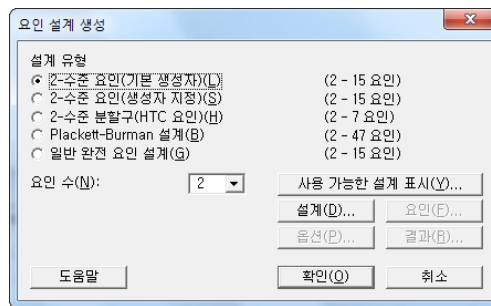 요인 설계 생성
설계 유형
2-수준 요인(기본 생성자)(L) (2 - 15 요인)
2-수준 요인(생성자 지정)(S) (2 - 15 요인)
2-수준 분할구(HTC 요인)(H) (2 - 7 요인)
Plackett-Burman 설계(B) (2 - 47 요인)
일반 완전 요인 설계(G) (2 - 15 요인)
요인 수(N): 2 사용 가능한 설계 표시(Y)...
설계(D)... 요인(F)...
옵션(P)... 결과(R)...
도움말 확인(O) 취소